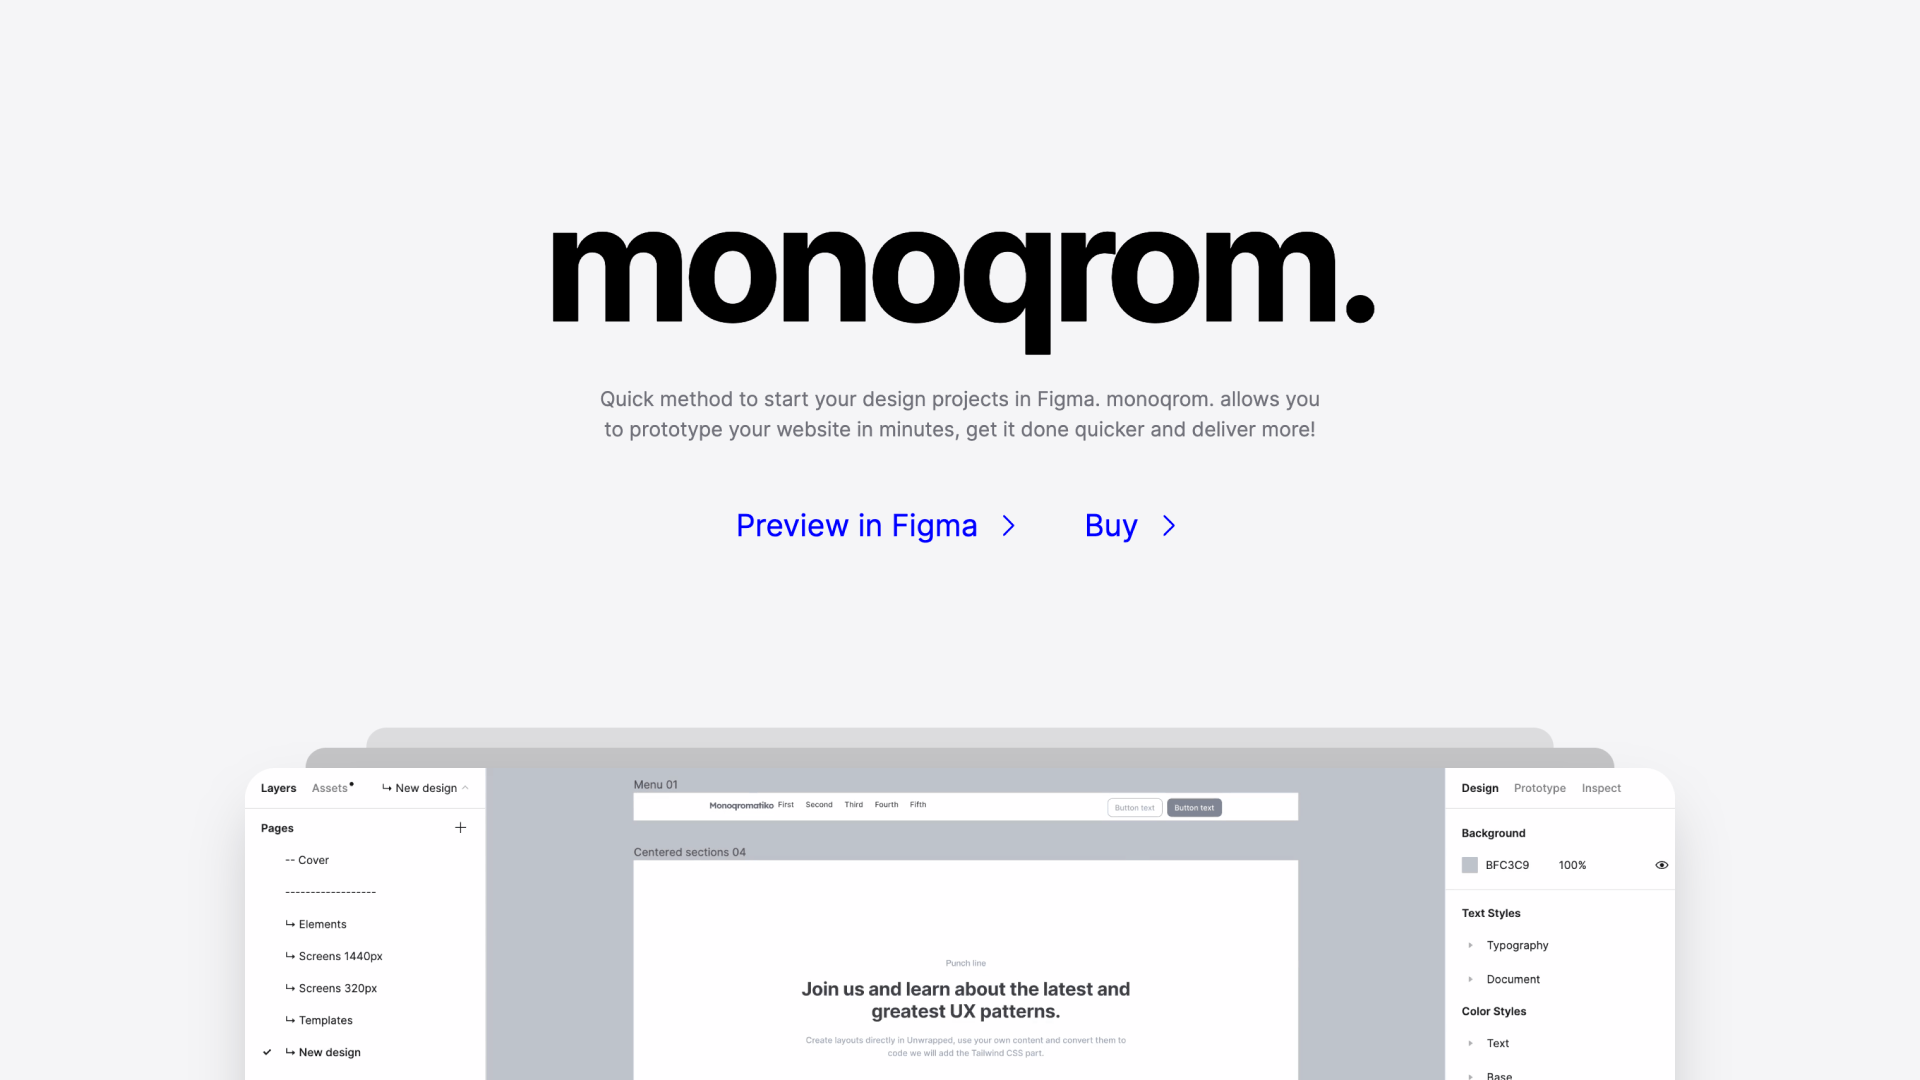 monoqrom.
Quick method to start your design projects in Figma. monoqrom. allows you
to prototype your website in minutes, get it done quicker and deliver more!
Preview in Figma
Buy
Layers
Assets
↳ New design
Pages
-- Cover
------------------
↳ Elements
↳ Screens 1440px
↳ Screens 320px
↳ Templates
↳ New design
Menu 01
Monoqromatiko First Second Third Fourth Fifth
Button text
Button text
Centered sections 04
Punch line
Join us and learn about the latest and
greatest UX patterns.
Create layouts directly in Unwrapped, use your own content and convert them to
code we will add the Tailwind CSS part.
Design
Prototype
Inspect
Background
BFC3C9
100%
Text Styles
Typography
Document
Color Styles
Text
Base